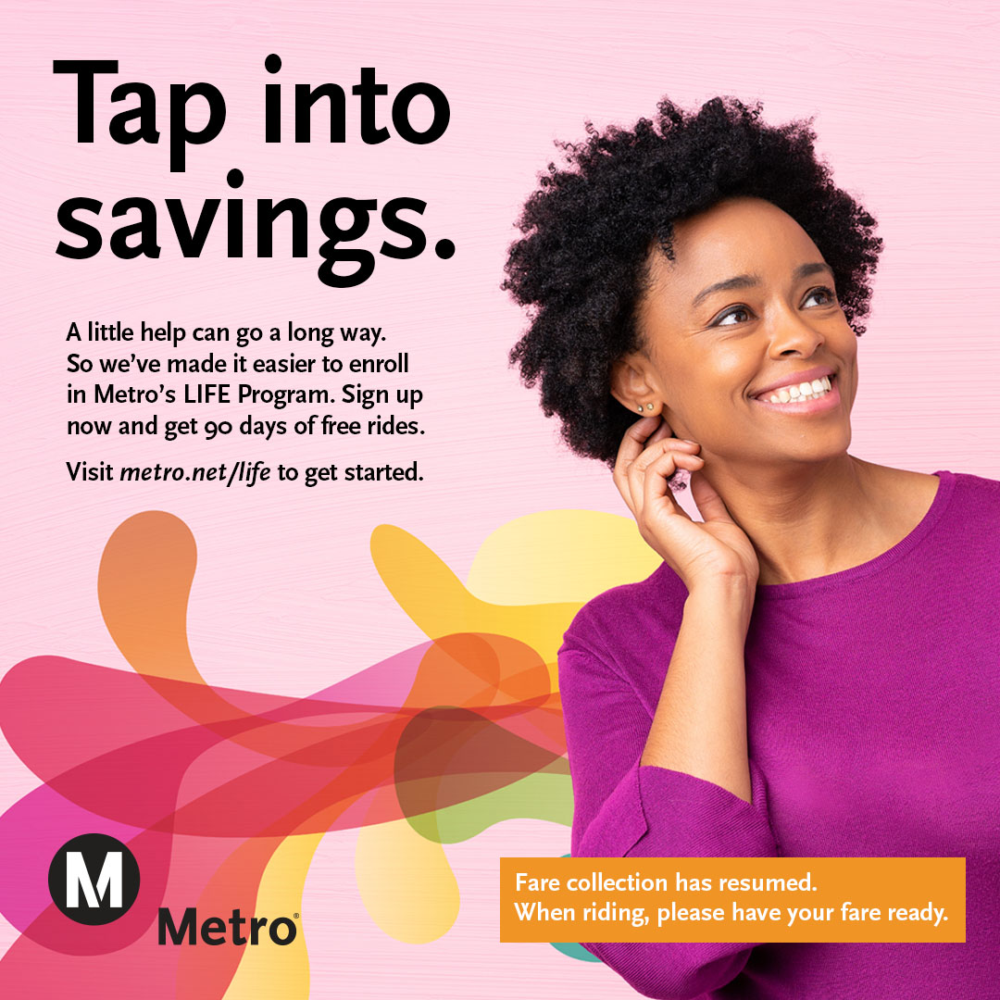 Tap into
savings.
A little help can go a long way.
So we’ve made it easier to enroll
in Metro’s LIFE Program. Sign up
now and get 90 days of free rides.
Visit metro.net/life to get started.
M
Metro®
Fare collection has resumed.
When riding, please have your fare ready.